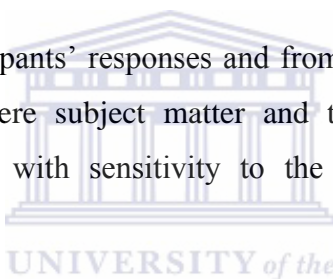 pants’ responses and from
ere subject matter and t
with sensitivity to the
UNIVERSITY of the